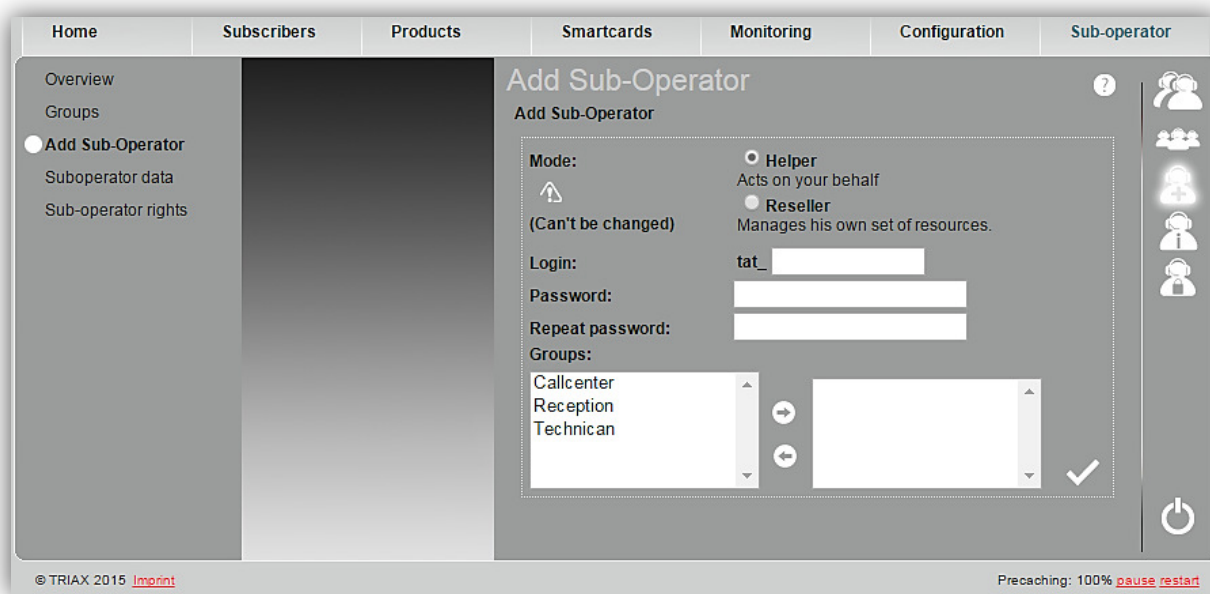 Home Subscribers Products Smartcards Monitoring Configuration Sub-operator
Overview
Groups
Add Sub-Operator
Suboperator data
Sub-operator rights
Add Sub-Operator
?
Add Sub-Operator
Mode:
Helper
Acts on your behalf
Reseller
(Can't be changed) Manages his own set of resources.
Login: tat_
Password:
Repeat password:
Groups:
Callcenter
Reception
Technican
© TRIAX 2015 Imprint Precaching: 100% pause restart